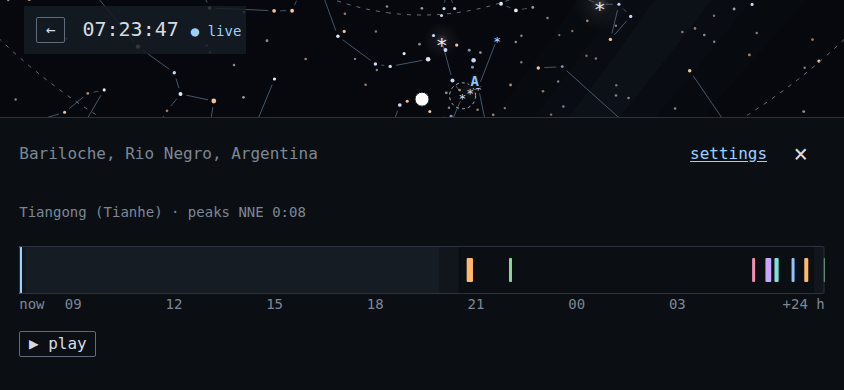 ← 07:23:47 ● live
A
Bariloche, Rio Negro, Argentina settings ×
Tiangong (Tianhe) · peaks NNE 0:08
now 09 12 15 18 21 00 03 +24 h
▶ play